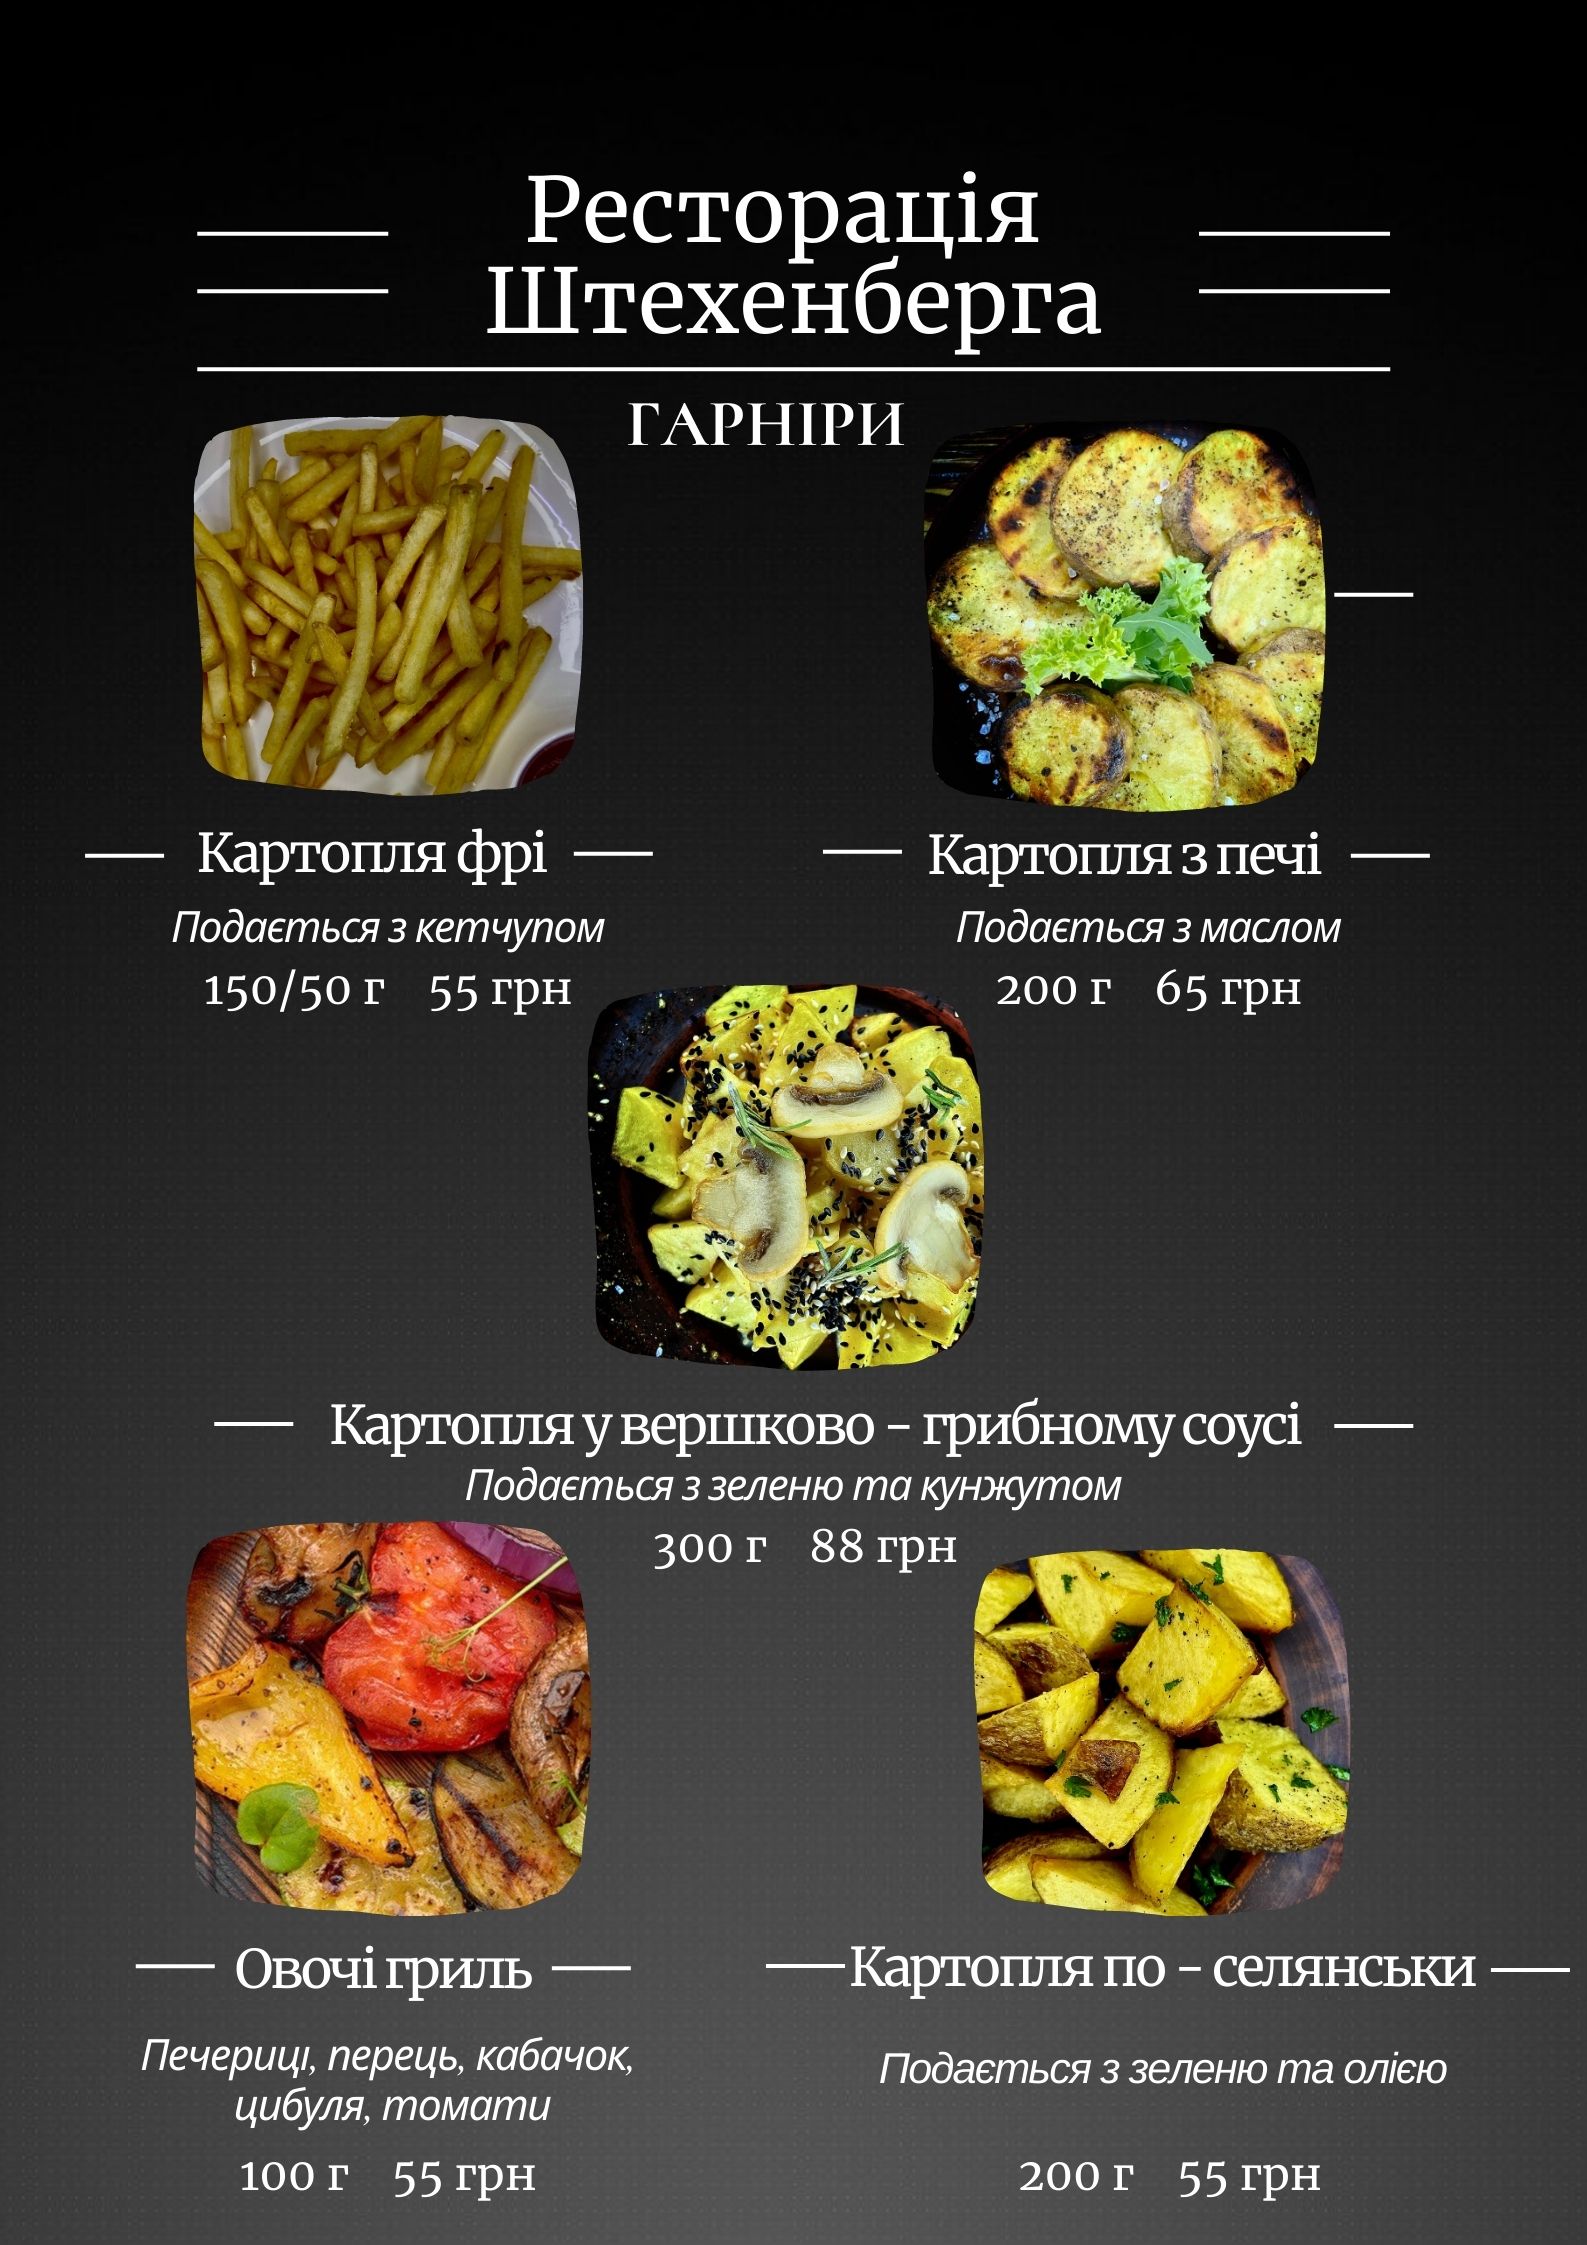 Ресторація
Штехенберга
ГАРНІРИ
Картопля фрі
Подається з кетчупом
150/50 г 55 грн
Картопля з печі
Подається з маслом
200 г 65 грн
Картопля у вершково - грибному соусі
Подається з зеленю та кунжутом
300 г 88 грн
Овочі гриль
Печериці, перець, кабачок,
цибуля, томати
100 г 55 грн
Картопля по - селянськи
Подається з зеленю та олією
200 г 55 грн